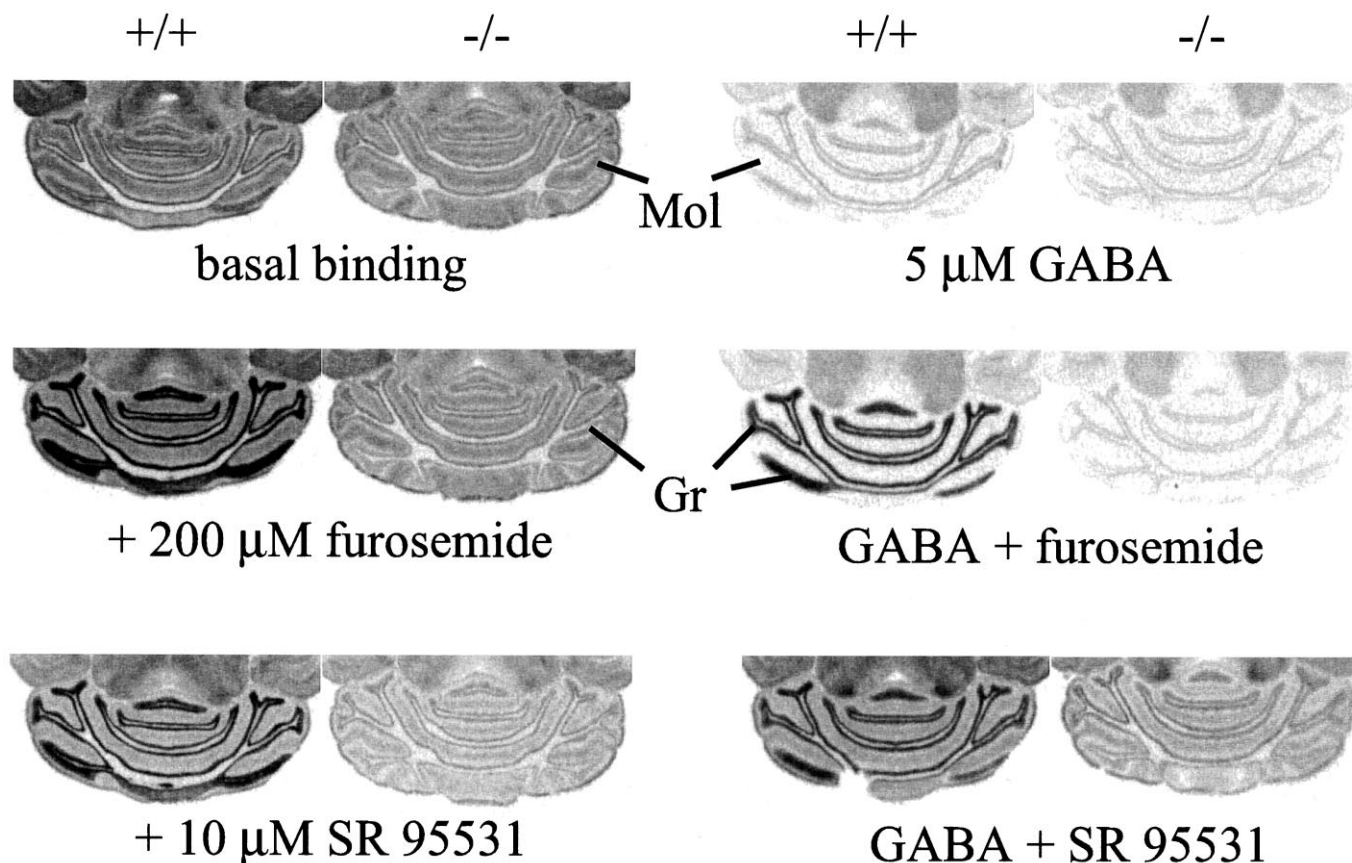 +/+ -/- +/+ -/-
Mol
basal binding 5 μM GABA
Gr
+ 200 μM furosemide GABA + furosemide
+ 10 μM SR 95531 GABA + SR 95531